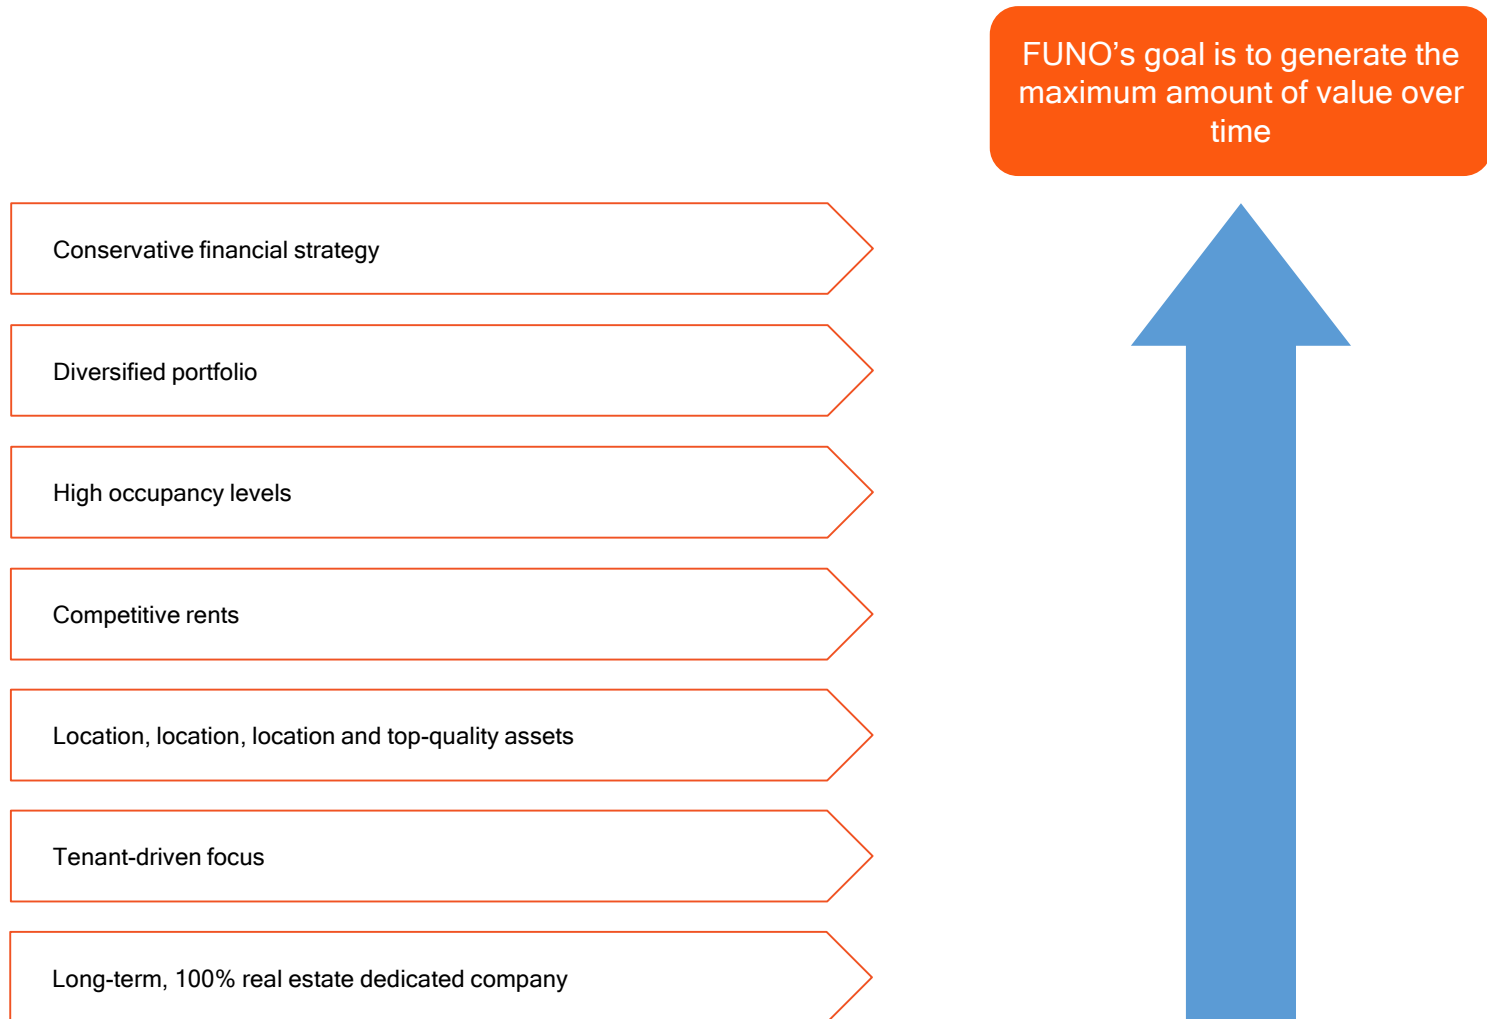 FUNO’s goal is to generate the
maximum amount of value over
time
Conservative financial strategy
Diversified portfolio
High occupancy levels
Competitive rents
Location, location, location and top-quality assets
Tenant-driven focus
Long-term, 100% real estate dedicated company